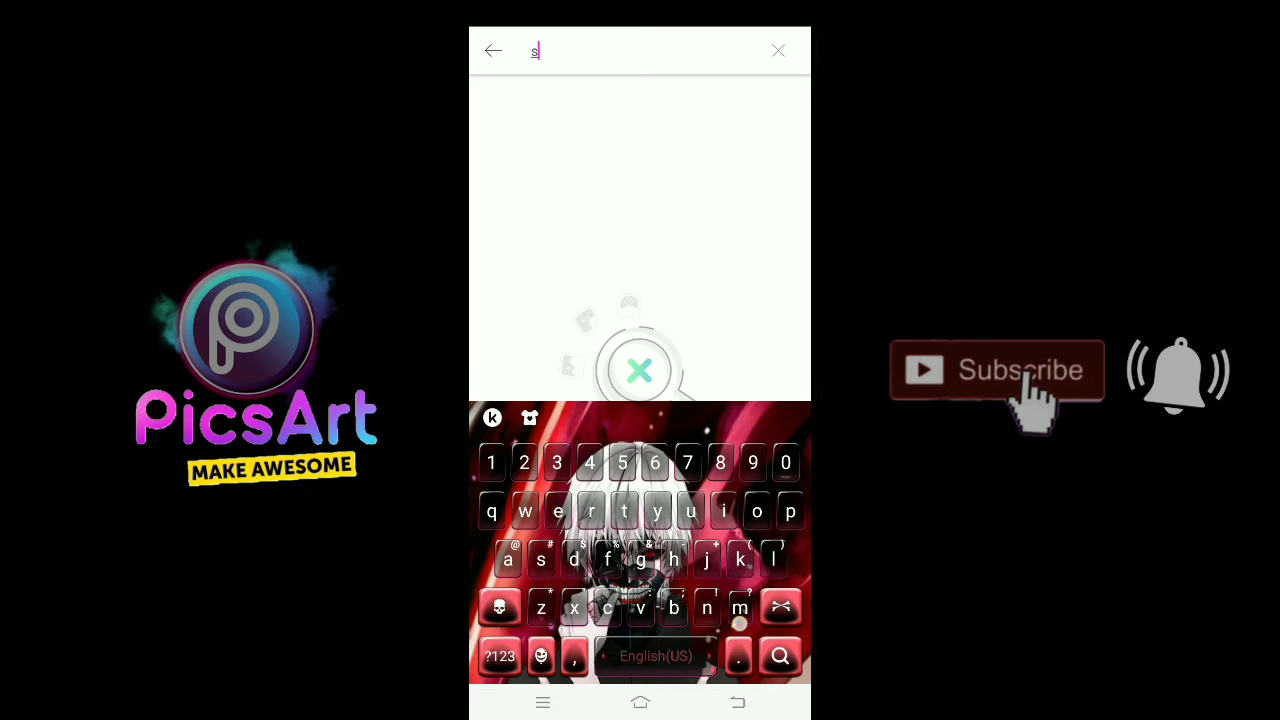 s
PicsArt
MAKE AWESOME
Subscribe
k
1 2 3 4 5 6 7 8 9 0
q w e r t y u i o p
@ # $ % & - + ( )
a s d f g h j k l
* " ' : ; ! ?
z x c v b n m
?123 , English(US) .